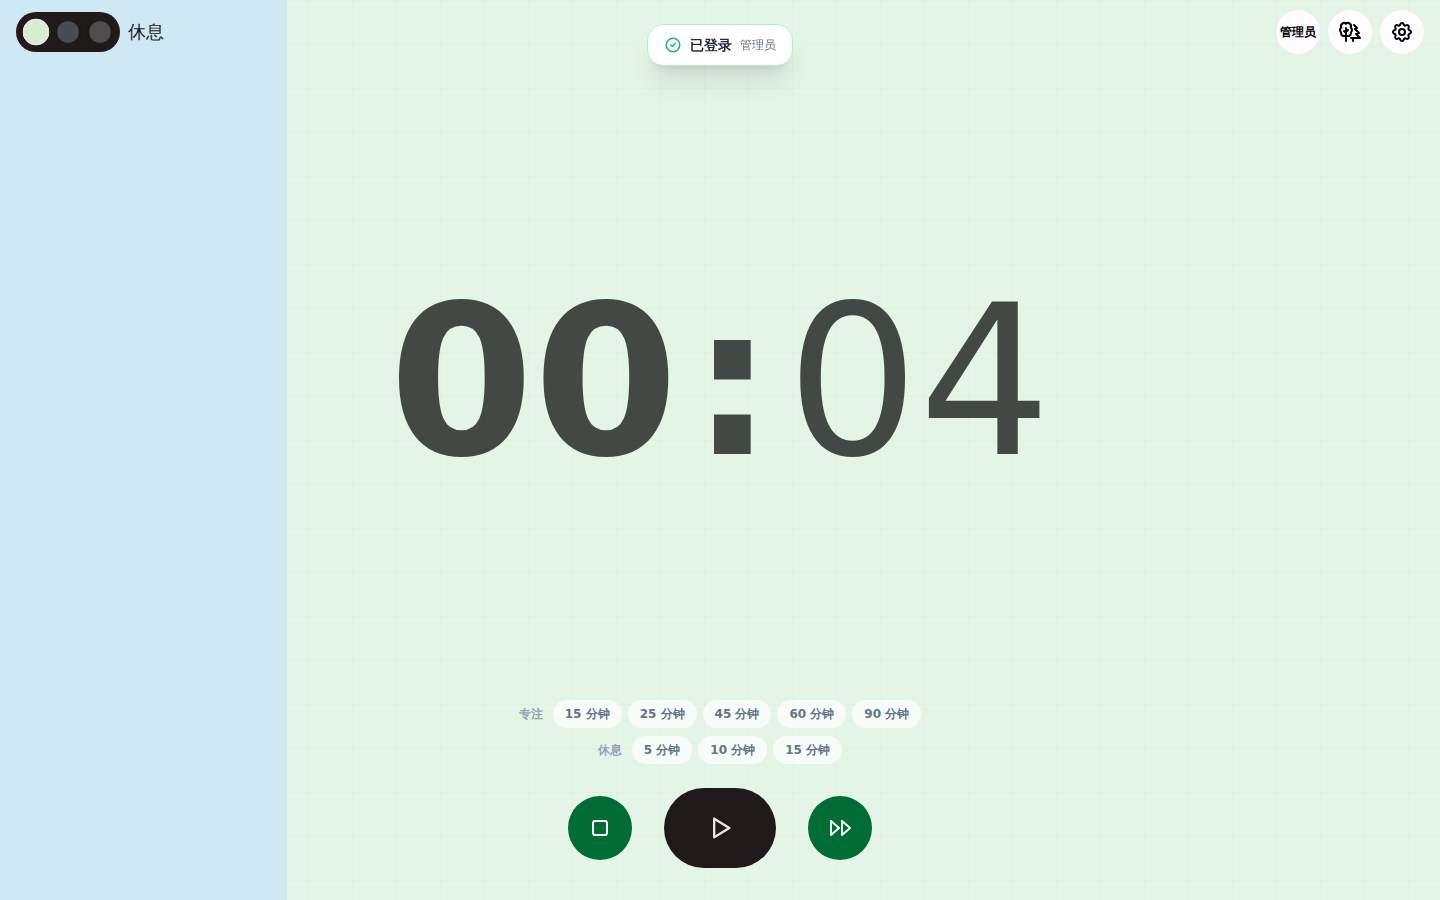 休息
已登录 管理员
管理员
00:04
专注 15 分钟 25 分钟 45 分钟 60 分钟 90 分钟
休息 5 分钟 10 分钟 15 分钟